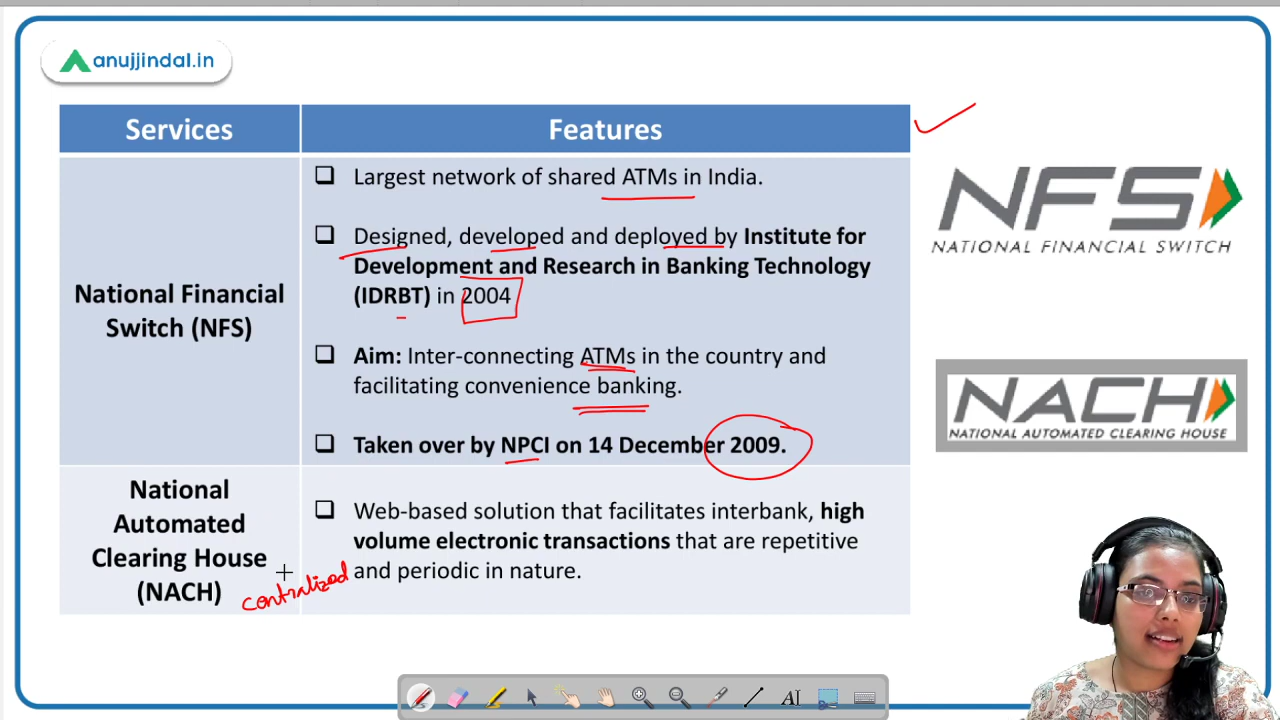 anujjindal.in
Services
Features
National Financial
Switch (NFS)
❑ Largest network of shared ATMs in India.
❑ Designed, developed and deployed by Institute for
Development and Research in Banking Technology
(IDRBT) in 2004
❑ Aim: Inter-connecting ATMs in the country and
facilitating convenience banking.
❑ Taken over by NPCI on 14 December 2009.
National
Automated
Clearing House
(NACH)
centralized
❑ Web-based solution that facilitates interbank, high
volume electronic transactions that are repetitive
and periodic in nature.
NFS
NATIONAL FINANCIAL SWITCH
NACH
NATIONAL AUTOMATED CLEARING HOUSE
AI